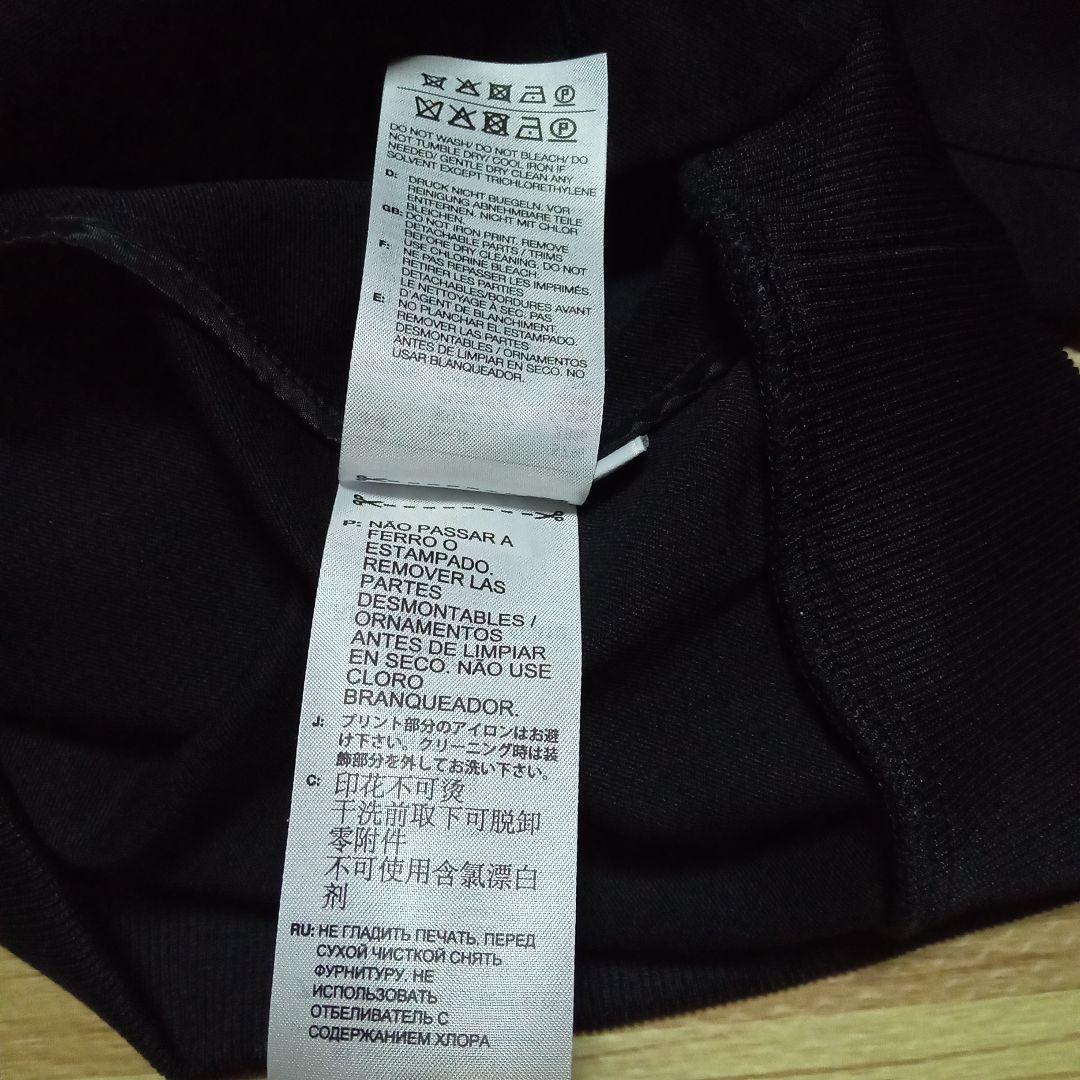 DO NOT WASH/ DO NOT BLEACH/ DO
NOT TUMBLE DRY/ COOL IRON IF
NEEDED/ GENTLE DRY CLEAN ANY
SOLVENT EXCEPT TRICHLORETHYLENE
D: DRUCK NICHT BUEGELN. VOR
REINIGUNG ABNEHMBARE TEILE
ENTFERNEN. NICHT MIT CHLOR
BLEICHEN.
GB: DO NOT IRON PRINT. REMOVE
DETACHABLE PARTS / TRIMS
BEFORE DRY CLEANING. DO NOT
USE CHLORINE BLEACH.
F: NE PAS REPASSER LES IMPRIMÉS.
RETIRER LES PARTIES
DETACHABLES/BORDURES AVANT
LE NETTOYAGE À SEC. PAS
D'AGENT DE BLANCHIMENT.
E: NO PLANCHAR EL ESTAMPADO.
REMOVER LAS PARTES
DESMONTABLES / ORNAMENTOS
ANTES DE LIMPIAR EN SECO. NO
USAR BLANQUEADOR.
P: NÃO PASSAR A
FERRO O
ESTAMPADO.
REMOVER LAS
PARTES
DESMONTABLES /
ORNAMENTOS
ANTES DE LIMPIAR
EN SECO. NÃO USE
CLORO
BRANQUEADOR.
J: プリント部分のアイロンはお避
け下さい。クリーニング時は装
飾部分を外してお洗い下さい。
C: 印花不可烫
干洗前取下可脱卸
零附件
不可使用含氯漂白
剂
RU: НЕ ГЛАДИТЬ ПЕЧАТЬ. ПЕРЕД
СУХОЙ ЧИСТКОЙ СНЯТЬ
ФУРНИТУРУ. НЕ
ИСПОЛЬЗОВАТЬ
ОТБЕЛИВАТЕЛЬ С
СОДЕРЖАНИЕМ ХЛОРА.